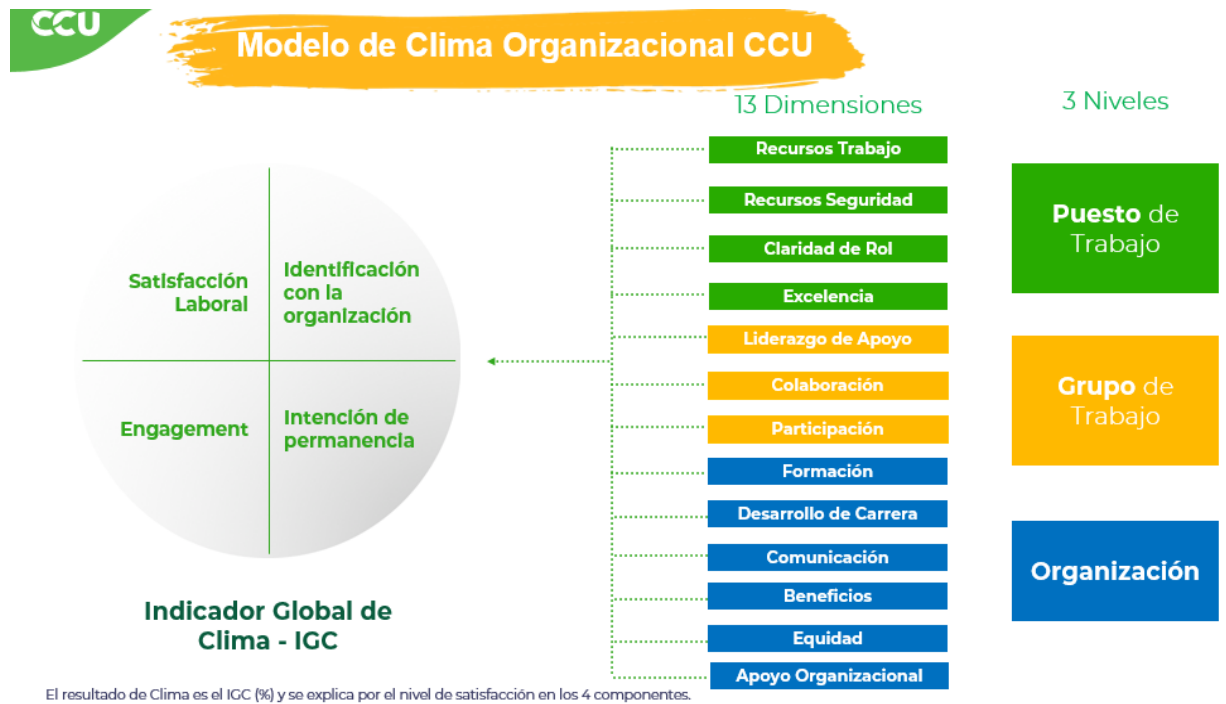 CCU
Modelo de Clima Organizacional CCU
13 Dimensiones
3 Niveles
Satisfacción
Laboral
Identificación
con la
organización
Engagement
Intención de
permanencia
Indicador Global de
Clima - IGC
Recursos Trabajo
Recursos Seguridad
Claridad de Rol
Excelencia
Liderazgo de Apoyo
Colaboración
Participación
Formación
Desarrollo de Carrera
Comunicación
Beneficios
Equidad
Apoyo Organizacional
Puesto de
Trabajo
Grupo de
Trabajo
Organización
El resultado de Clima es el IGC (%) y se explica por el nivel de satisfacción en los 4 componentes.